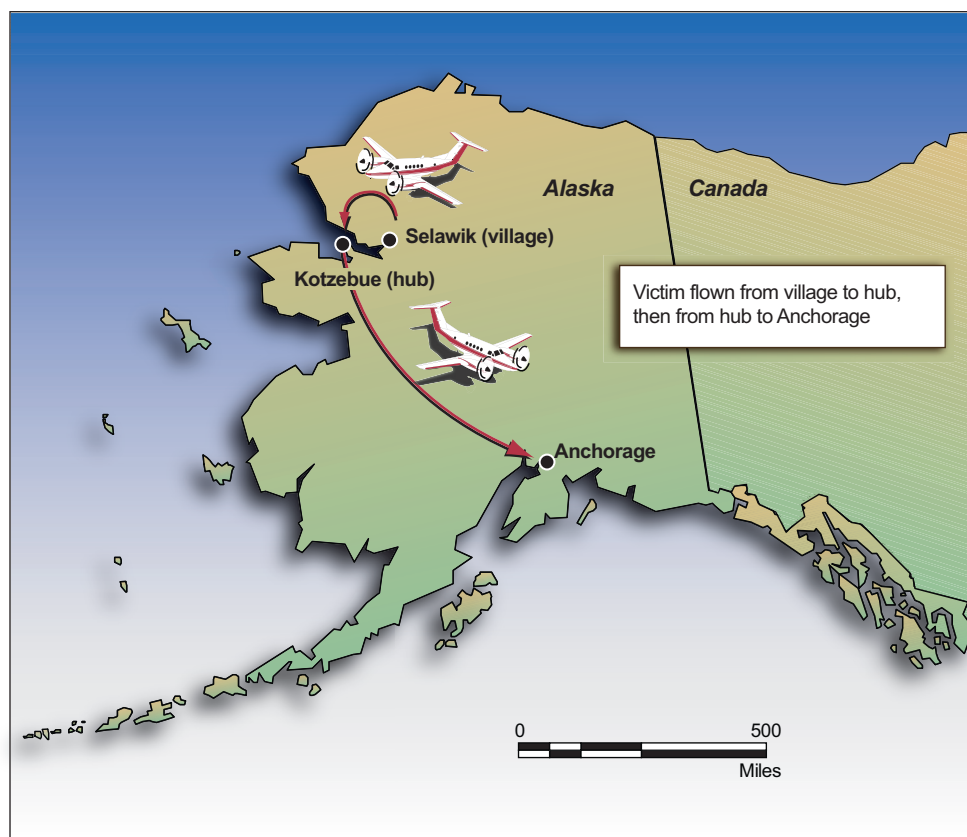 Alaska
Canada
Selawik (village)
Kotzebue (hub)
Victim flown from village to hub,
then from hub to Anchorage
Anchorage
0 500
Miles